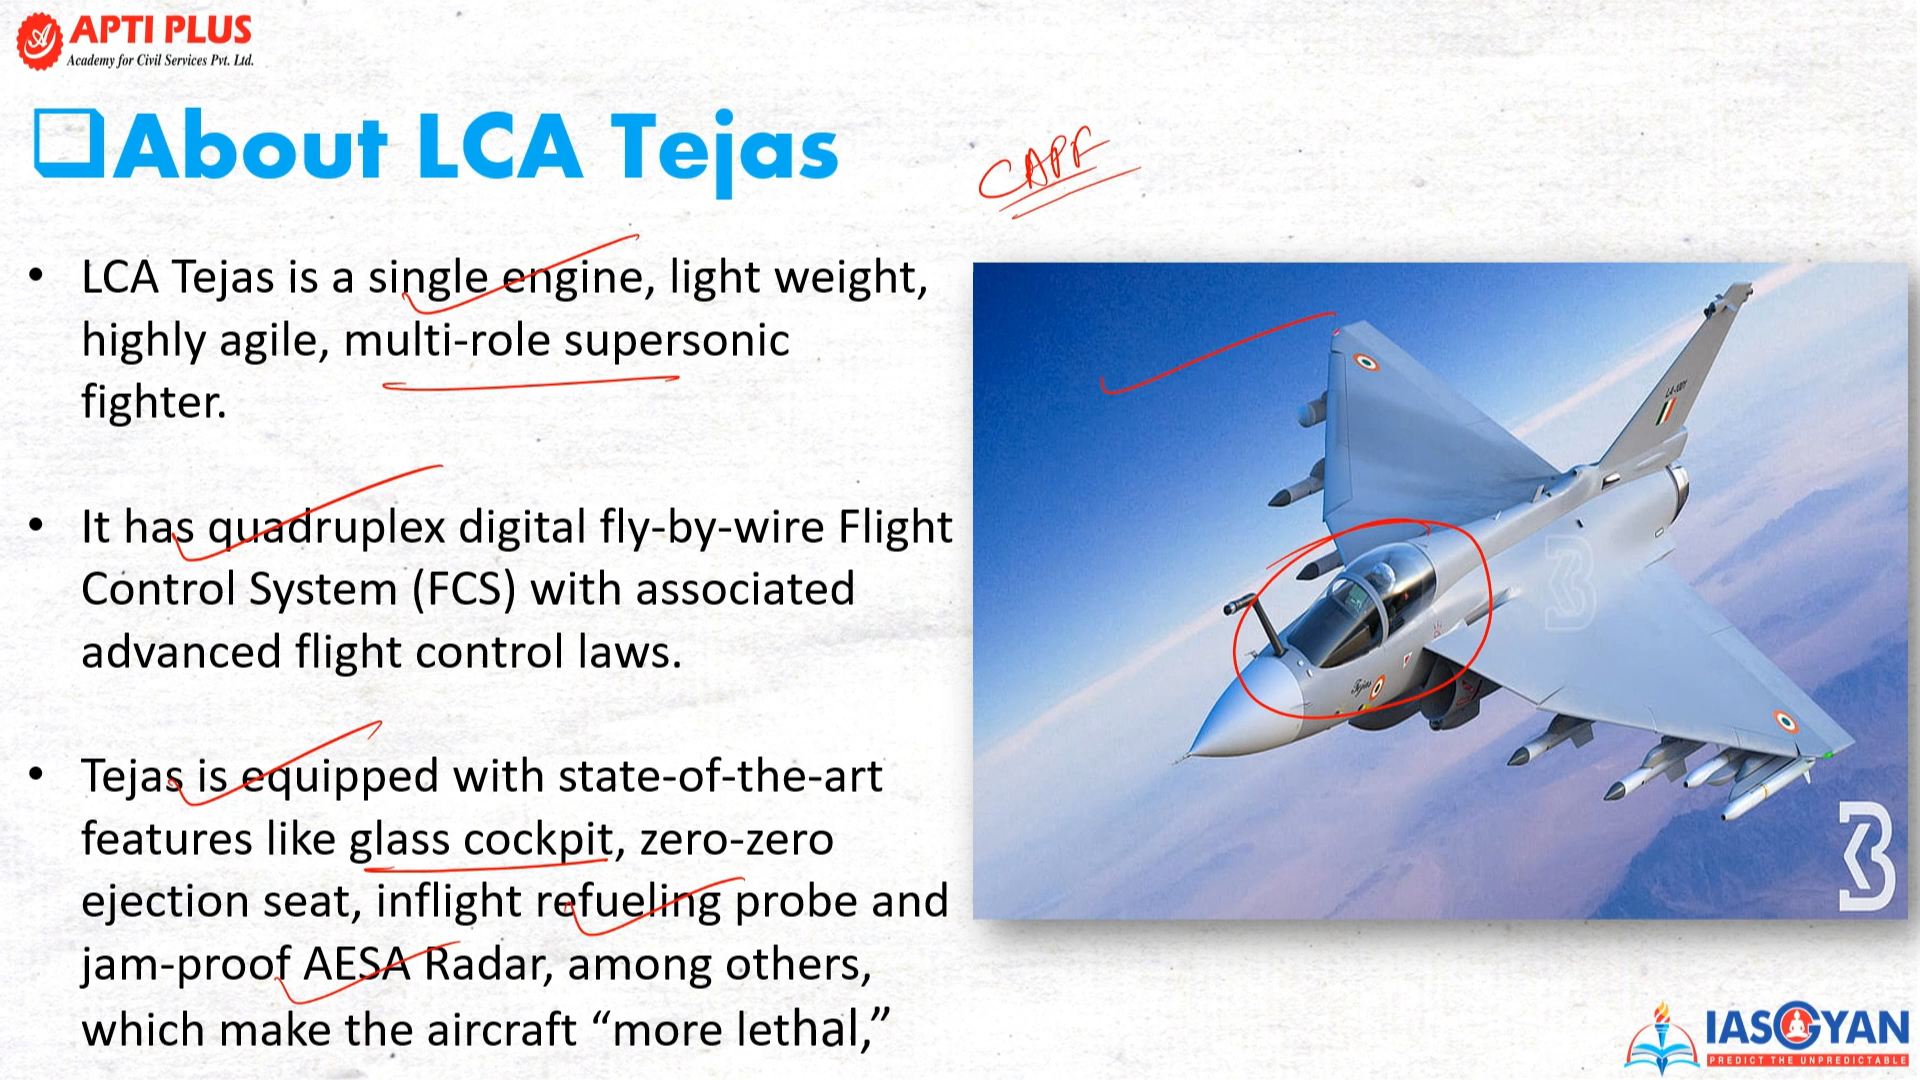 APTI PLUS
Academy for Civil Services Pvt. Ltd.
About LCA Tejas
CAPF
• LCA Tejas is a single engine, light weight,
highly agile, multi-role supersonic
fighter.
• It has quadruplex digital fly-by-wire Flight
Control System (FCS) with associated
advanced flight control laws.
• Tejas is equipped with state-of-the-art
features like glass cockpit, zero-zero
ejection seat, inflight refueling probe and
jam-proof AESA Radar, among others,
which make the aircraft “more lethal,”
Tejas
IASGYAN
PREDICT THE UNPREDICTABLE